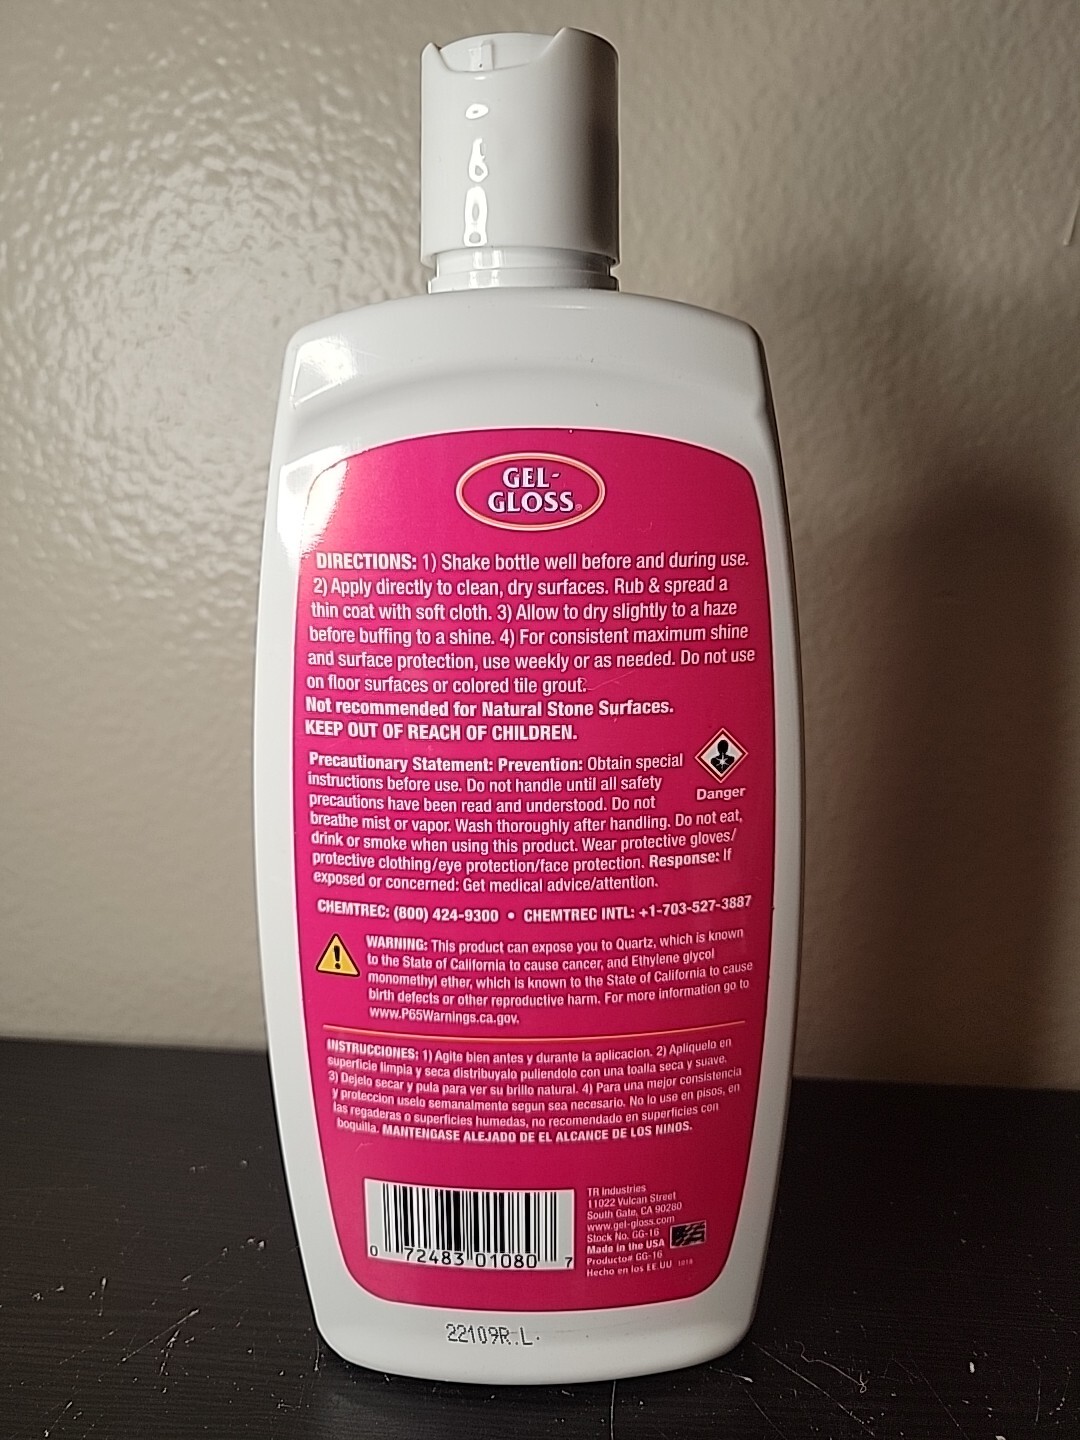 GEL-
GLOSS®
DIRECTIONS: 1) Shake bottle well before and during use.
2) Apply directly to clean, dry surfaces. Rub & spread a
thin coat with soft cloth. 3) Allow to dry slightly to a haze
before buffing to a shine. 4) For consistent maximum shine
and surface protection, use weekly or as needed. Do not use
on floor surfaces or colored tile grout.
Not recommended for Natural Stone Surfaces.
KEEP OUT OF REACH OF CHILDREN.
Precautionary Statement: Prevention: Obtain special
instructions before use. Do not handle until all safety
precautions have been read and understood. Do not
breathe mist or vapor. Wash thoroughly after handling. Do not eat,
drink or smoke when using this product. Wear protective gloves/
protective clothing/eye protection/face protection. Response: If
exposed or concerned: Get medical advice/attention.
Danger
CHEMTREC: (800) 424-9300 • CHEMTREC INTL: +1-703-527-3887
WARNING: This product can expose you to Quartz, which is known
to the State of California to cause cancer, and Ethylene glycol
monomethyl ether, which is known to the State of California to cause
birth defects or other reproductive harm. For more information go to
www.P65Warnings.ca.gov.
INSTRUCCIONES: 1) Agite bien antes y durante la aplicacion. 2) Apliquelo en
superficie limpia y seca distribuyalo puliendolo con una toalla seca y suave.
3) Dejelo secar y pula para ver su brillo natural. 4) Para una mejor consistencia
y proteccion uselo semanalmente segun sea necesario. No lo use en pisos, en
las regaderas o superficies humedas, no recomendado en superficies con
boquilla. MANTENGASE ALEJADO DE EL ALCANCE DE LOS NINOS.
0 72483 01080 7
TR Industries
11022 Vulcan Street
South Gate, CA 90280
www.gel-gloss.com
Stock No. GG-16
Made in the USA
Producto# GG-16
Hecho en los EE.UU 1018
22109R.L.